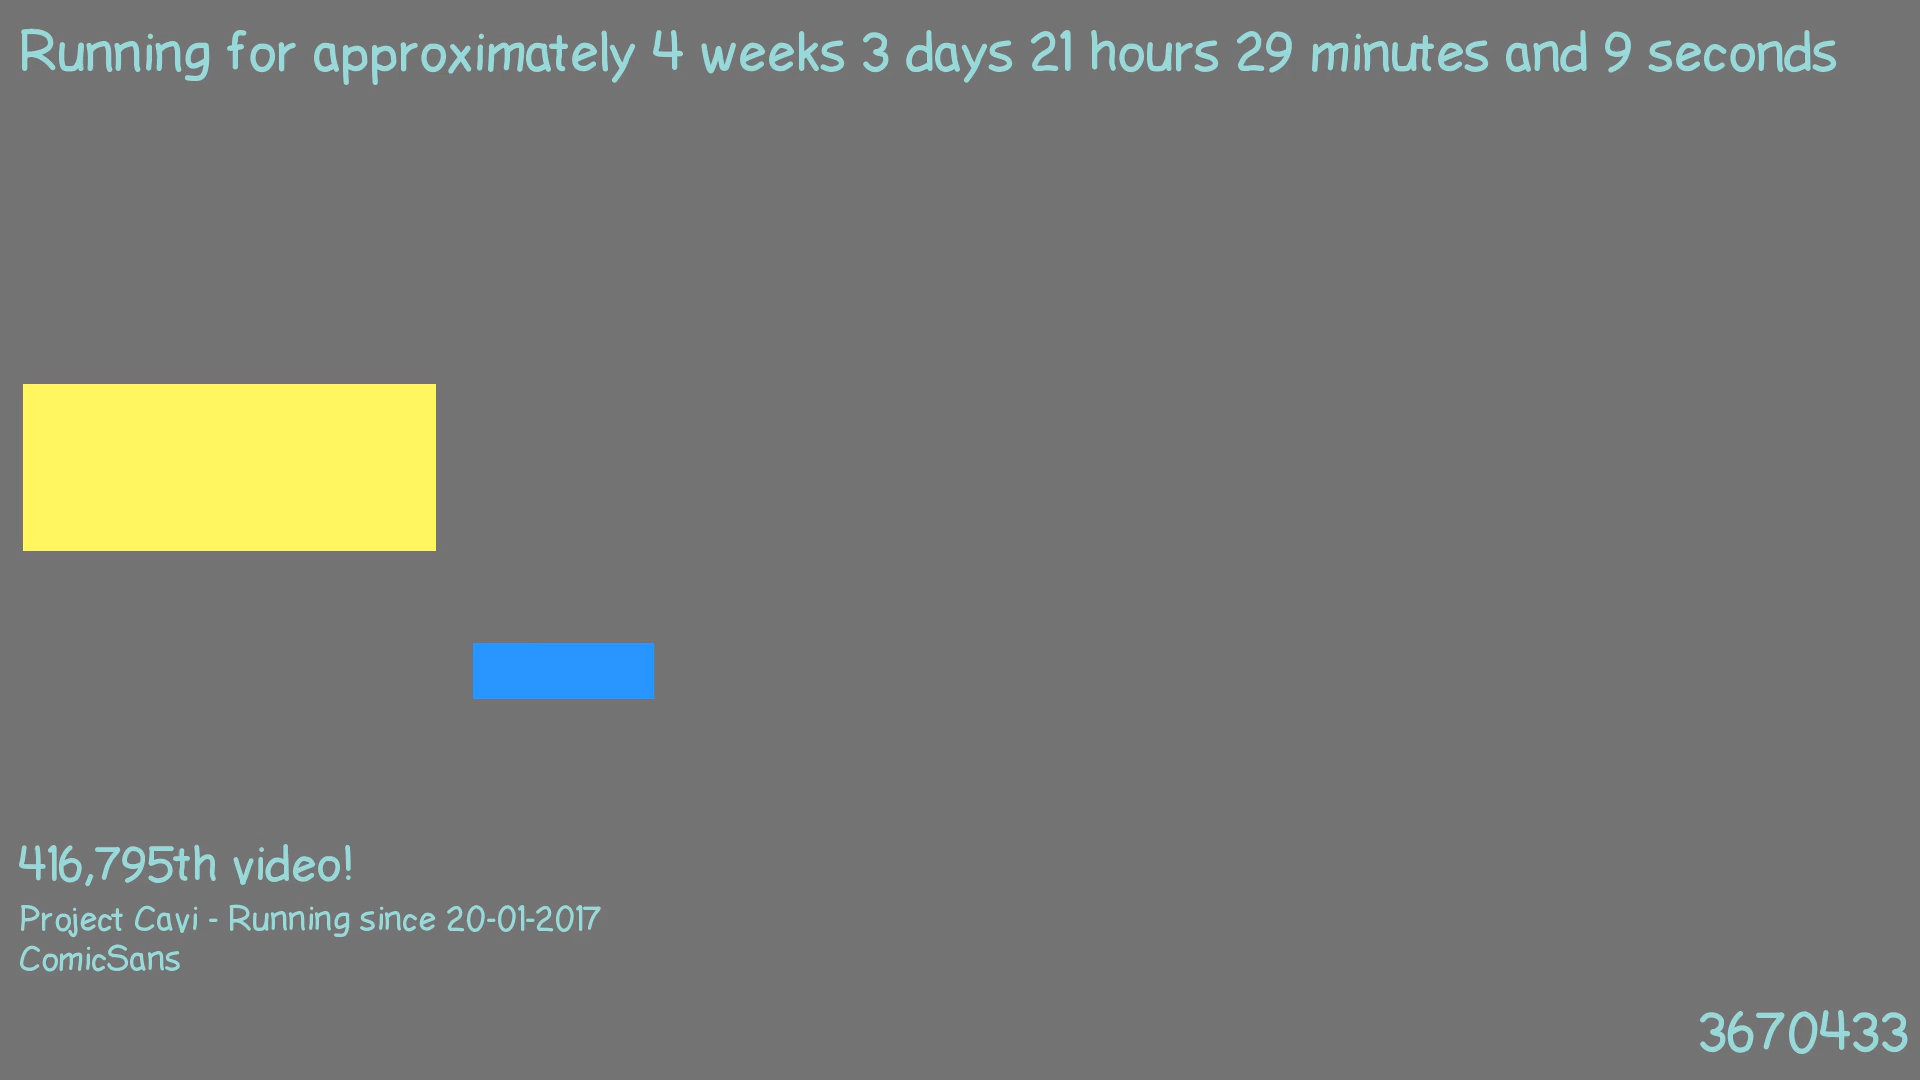 Running for approximately 4 weeks 3 days 21 hours 29 minutes and 9 seconds
416,795th video!
Project Cavi - Running since 20-01-2017
ComicSans
3670433